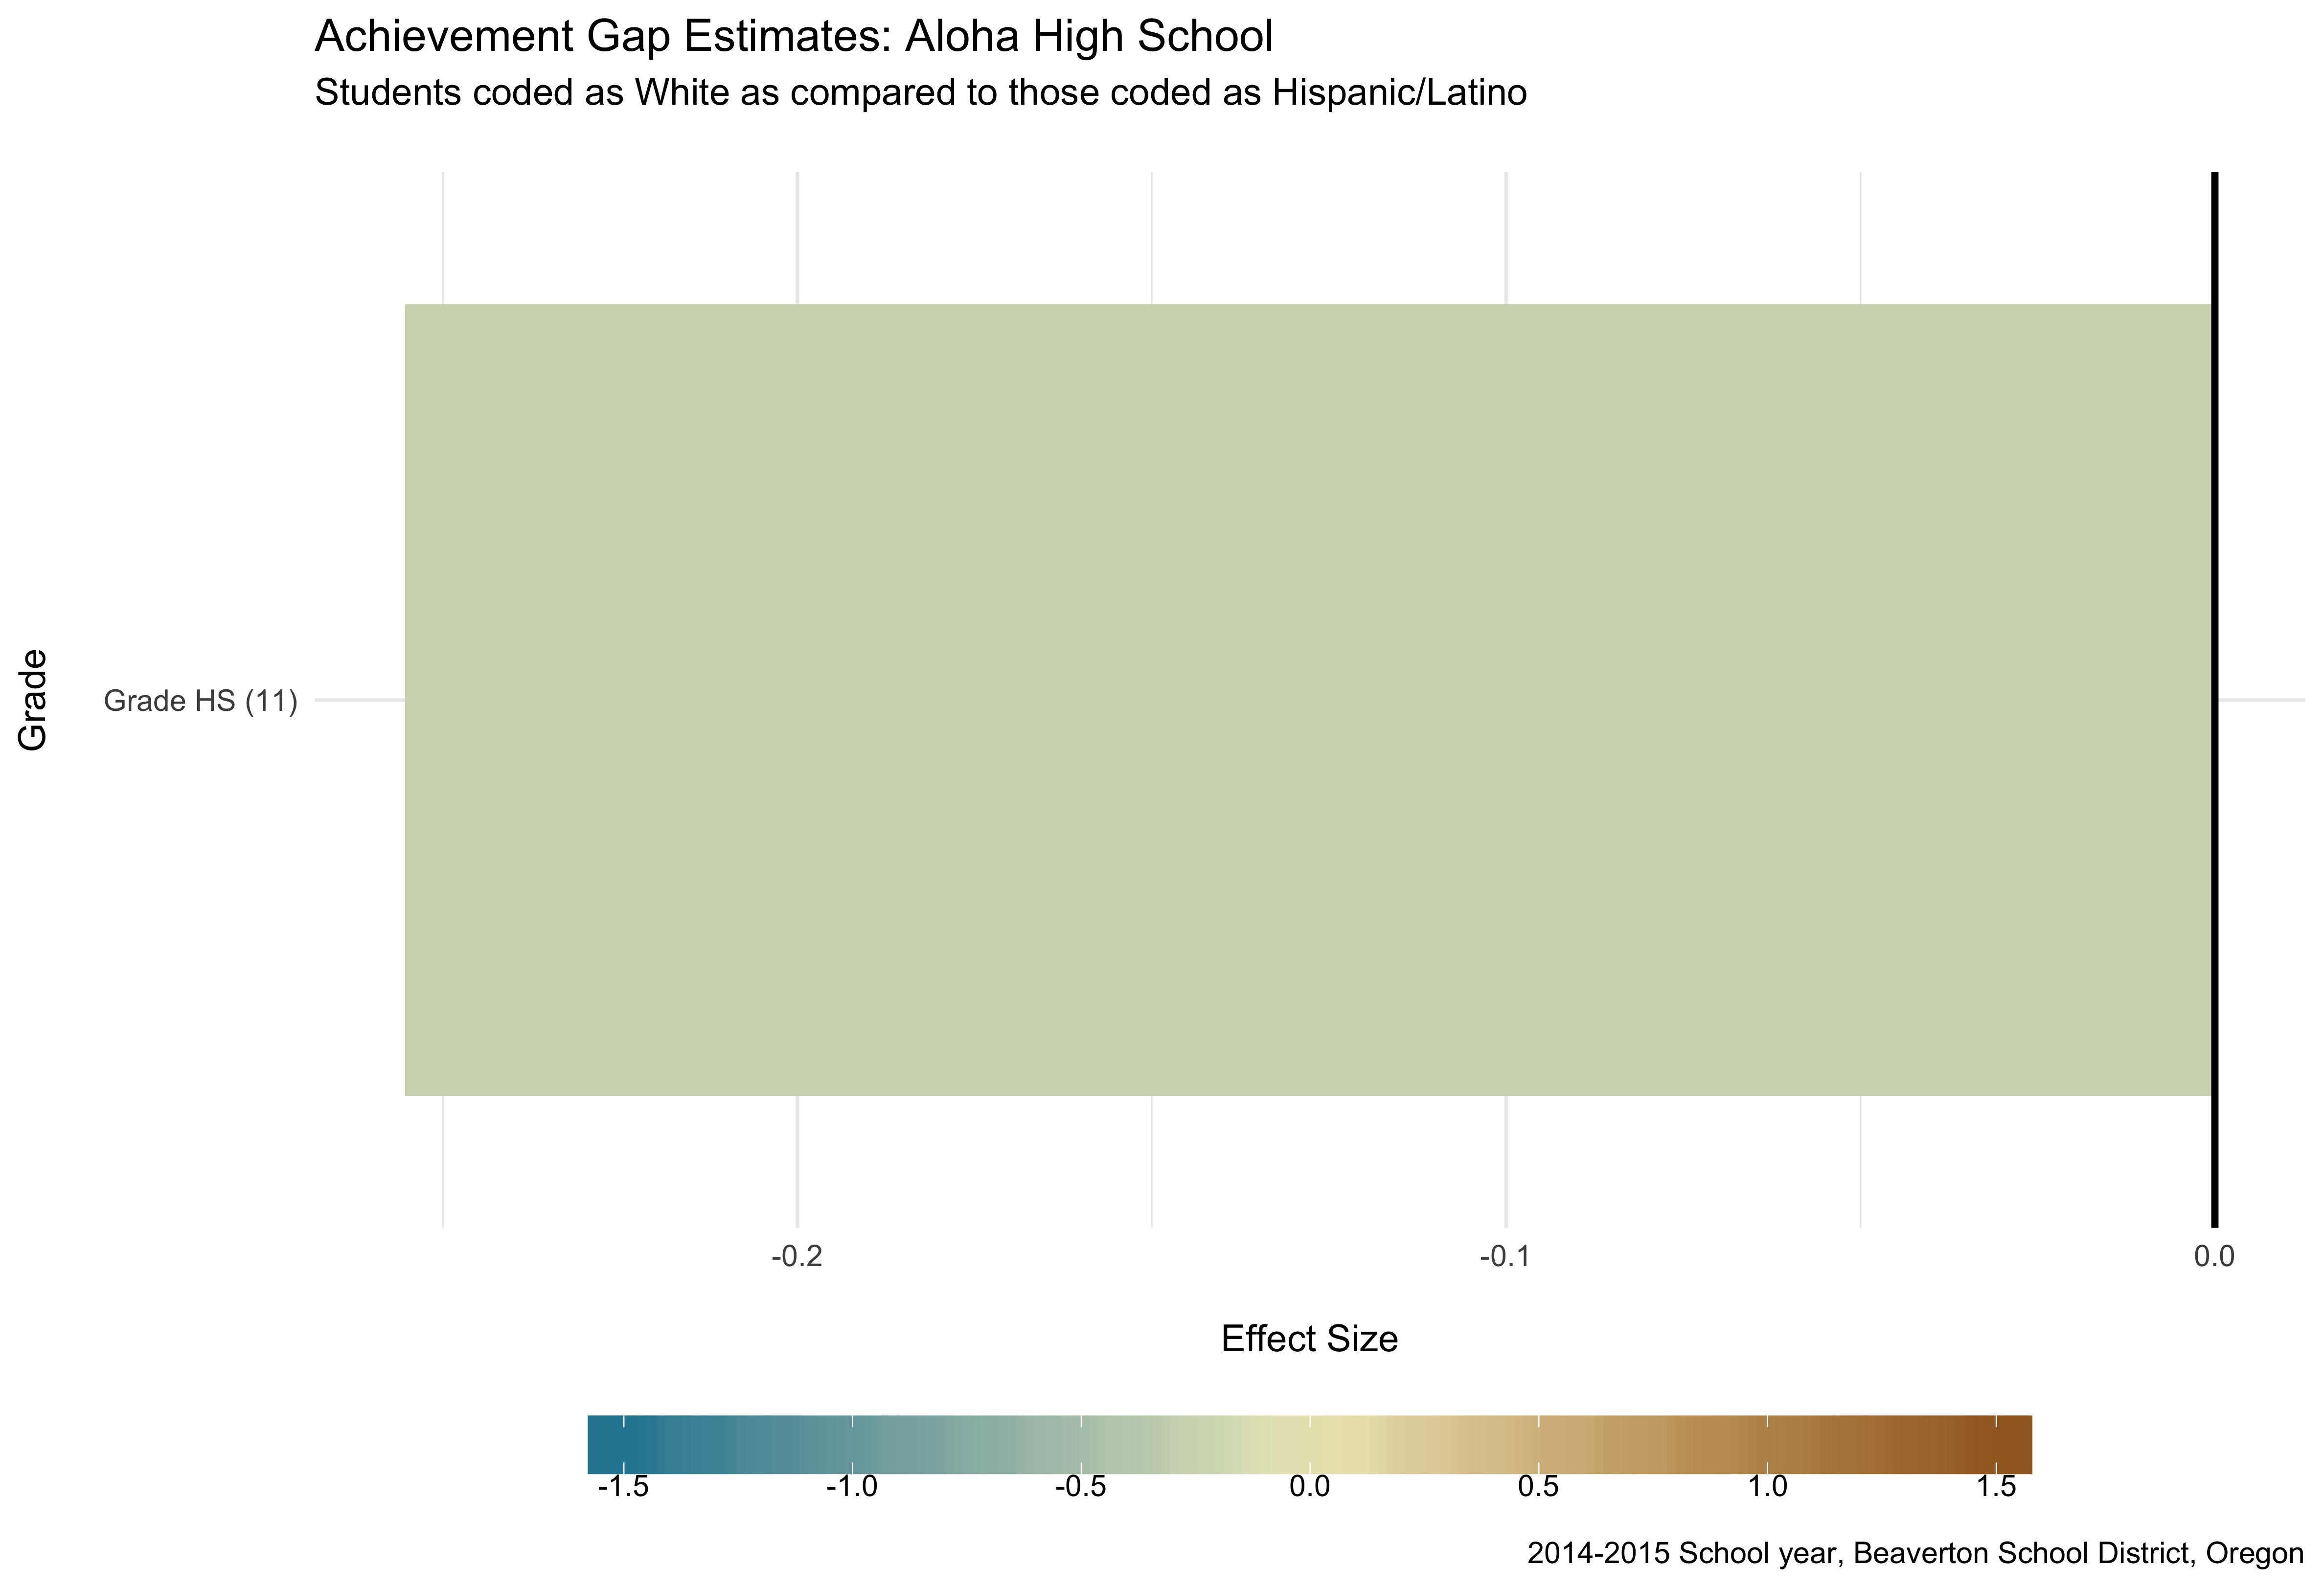 Achievement Gap Estimates: Aloha High School
Students coded as White as compared to those coded as Hispanic/Latino
Grade
Grade HS (11)
-0.2 -0.1 0.0
Effect Size
-1.5 -1.0 -0.5 0.0 0.5 1.0 1.5
2014-2015 School year, Beaverton School District, Oregon